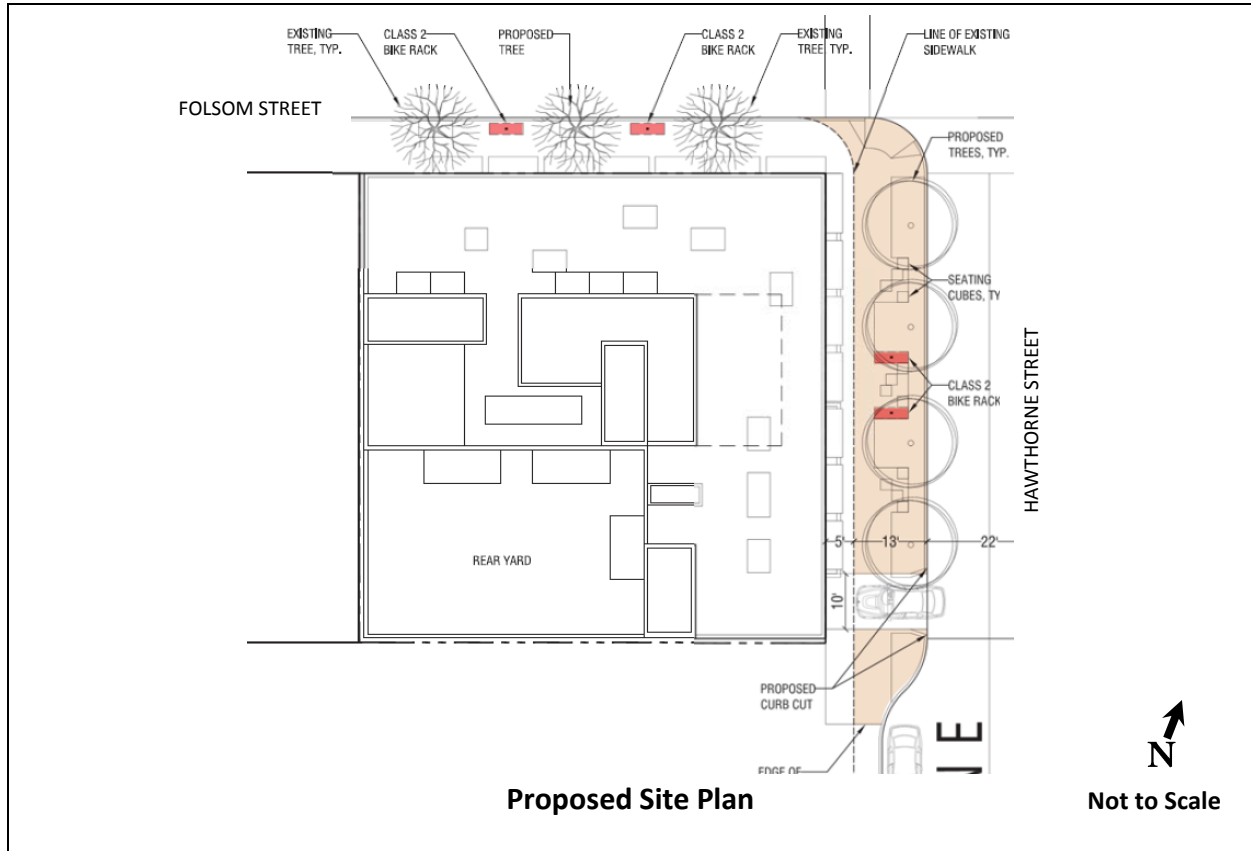 EXISTING
TREE, TYP.
CLASS 2
BIKE RACK
PROPOSED
TREE
CLASS 2
BIKE RACK
EXISTING
TREE, TYP.
LINE OF EXISTING
SIDEWALK
FOLSOM STREET
PROPOSED
TREES, TYP.
SEATING
CUBES, TY
HAWTHORNE STREET
CLASS 2
BIKE RACK
5'
13'
22'
REAR YARD
10'
PROPOSED
CURB CUT
EDGE OF
N
Proposed Site Plan
Not to Scale